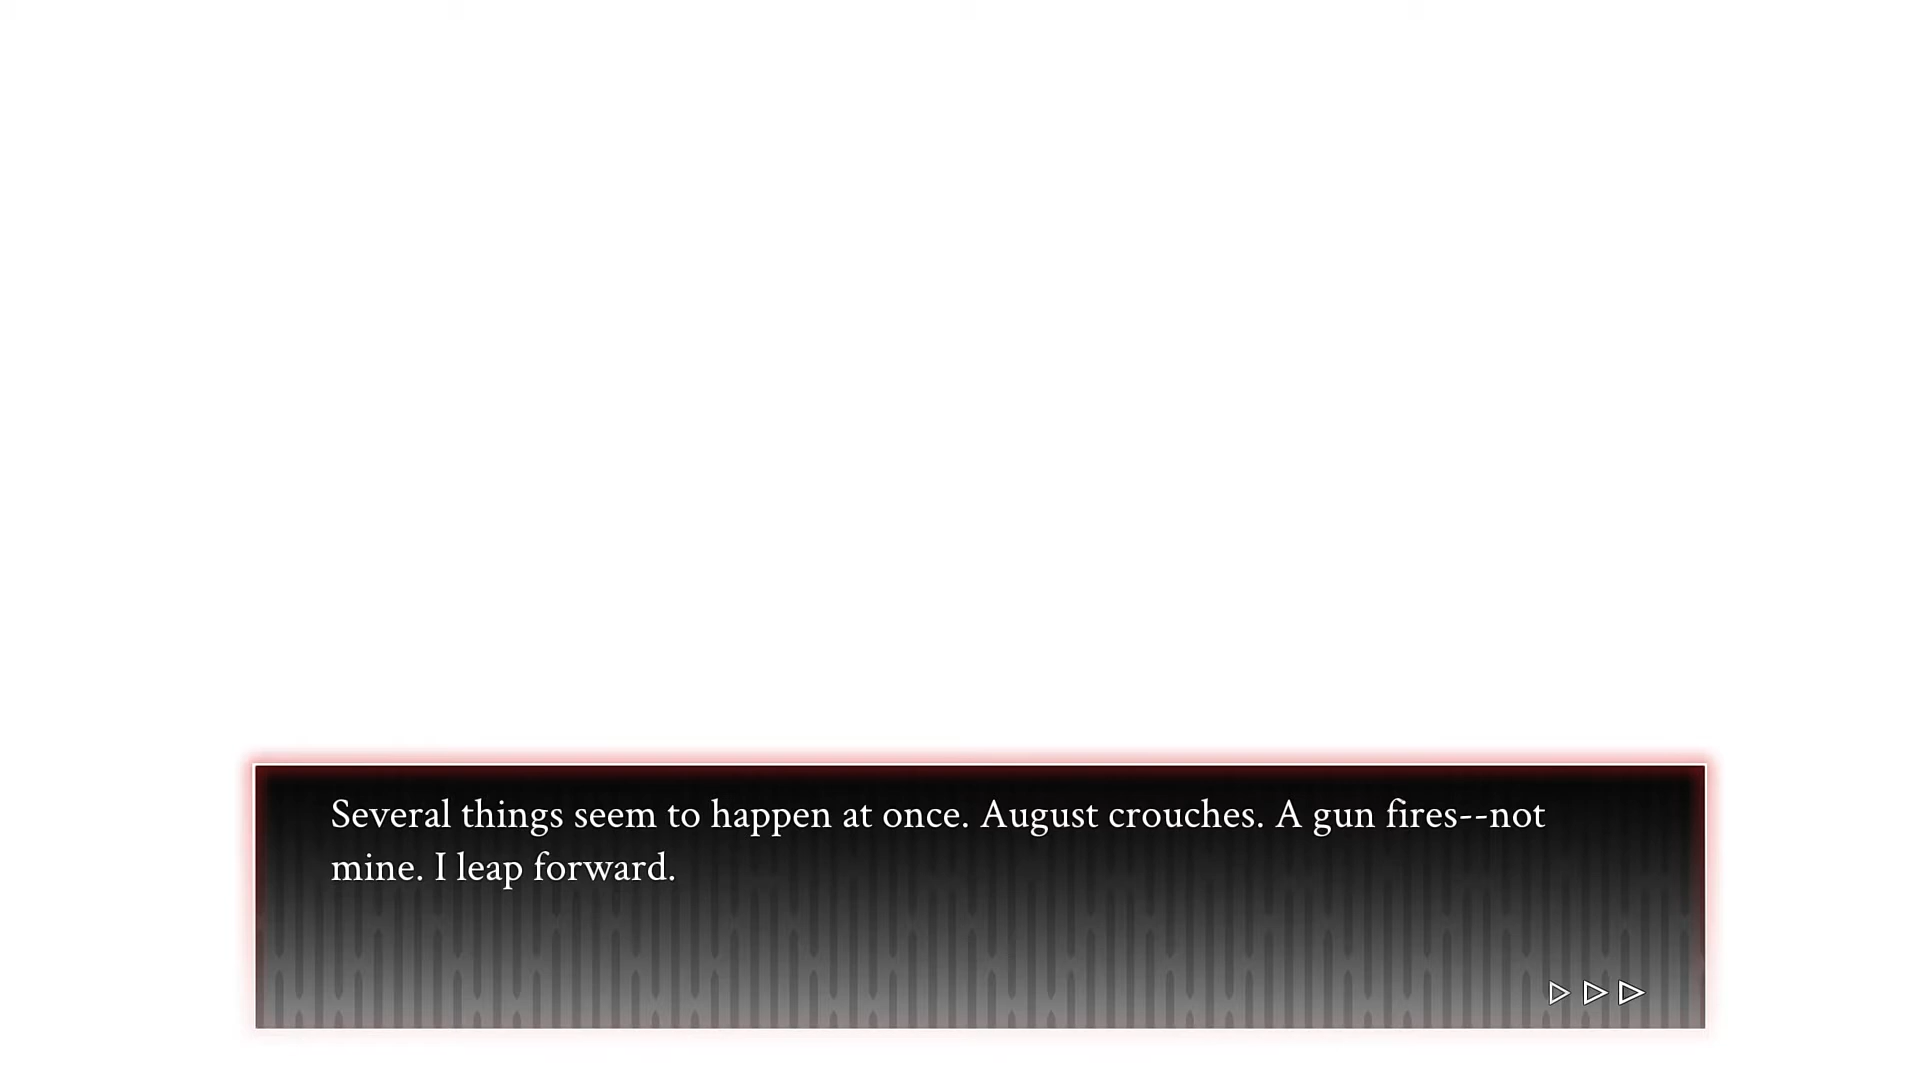 Several things seem to happen at once. August crouches. A gun fires--not
mine. I leap forward.